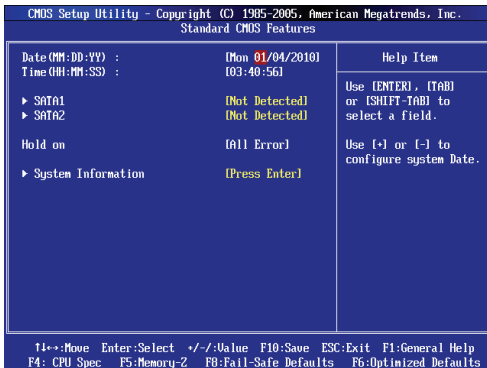 CMOS Setup Utility - Copyright (C) 1985-2005, American Megatrends, Inc.
Standard CMOS Features
Date(MM:DD:YY) : [Mon 01/04/2010]
Time(HH:MM:SS) : [03:40:56]
▶ SATA1 [Not Detected]
▶ SATA2 [Not Detected]
Hold on [All Error]
▶ System Information [Press Enter]
Help Item
Use [ENTER], [TAB]
or [SHIFT-TAB] to
select a field.
Use [+] or [-] to
configure system Date.
↑↓←→:Move Enter:Select +/-/:Value F10:Save ESC:Exit F1:General Help
F4: CPU Spec F5:Memory-Z F8:Fail-Safe Defaults F6:Optimized Defaults